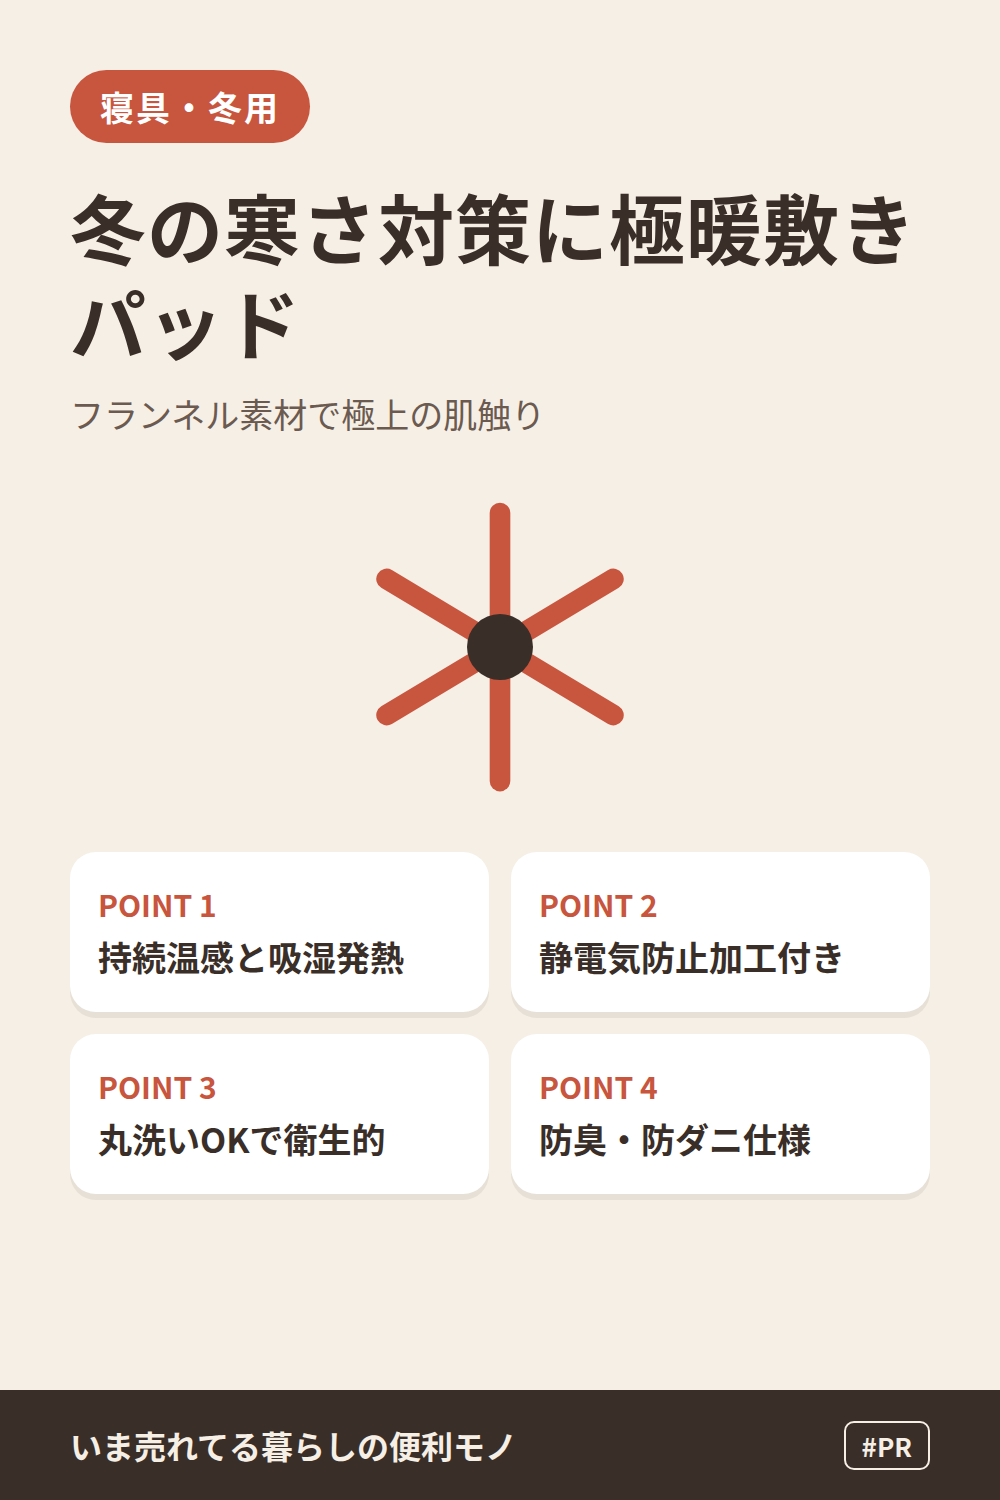 寝具・冬用
冬の寒さ対策に極暖敷き
パッド
フランネル素材で極上の肌触り
POINT 1
持続温感と吸湿発熱
POINT 2
静電気防止加工付き
POINT 3
丸洗いOKで衛生的
POINT 4
防臭・防ダニ仕様
いま売れてる暮らしの便利モノ
#PR